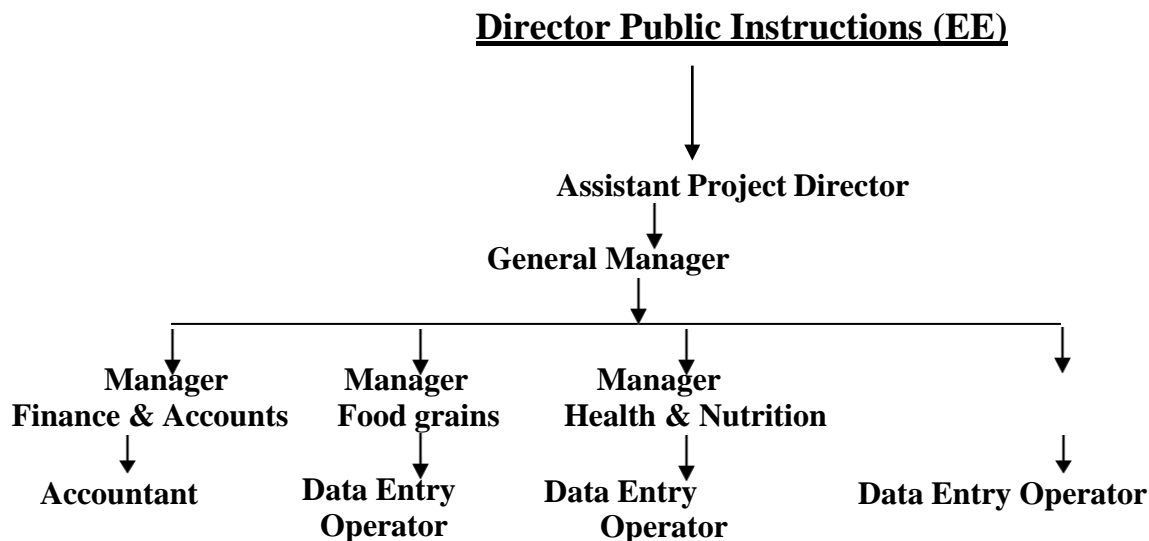 Director Public Instructions (EE)
Assistant Project Director
General Manager
Manager
Finance & Accounts
Manager
Food grains
Manager
Health & Nutrition
Accountant
Data Entry
Operator
Data Entry
Operator
Data Entry Operator